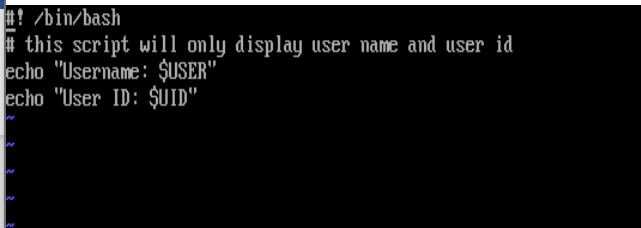 #! /bin/bash
# this script will only display user name and user id
echo "Username: $USER"
echo "User ID: $UID"
~
~
~
~
~